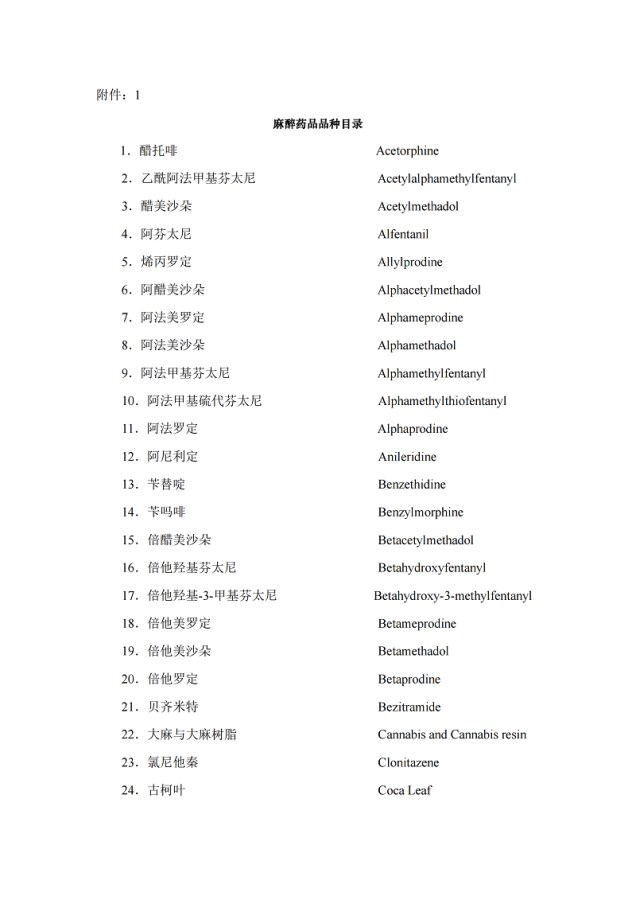 附件：1
麻醉药品品种目录
1．醋托啡 Acetorphine
2．乙酰阿法甲基芬太尼 Acetylalphamethylfentanyl
3．醋美沙朵 Acetylmethadol
4．阿芬太尼 Alfentanil
5．烯丙罗定 Allylprodine
6．阿醋美沙朵 Alphacetylmethadol
7．阿法美罗定 Alphameprodine
8．阿法美沙朵 Alphamethadol
9．阿法甲基芬太尼 Alphamethylfentanyl
10．阿法甲基硫代芬太尼 Alphamethylthiofentanyl
11．阿法罗定 Alphaprodine
12．阿尼利定 Anileridine
13．苄替啶 Benzethidine
14．苄吗啡 Benzylmorphine
15．倍醋美沙朵 Betacetylmethadol
16．倍他羟基芬太尼 Betahydroxyfentanyl
17．倍他羟基-3-甲基芬太尼 Betahydroxy-3-methylfentanyl
18．倍他美罗定 Betameprodine
19．倍他美沙朵 Betamethadol
20．倍他罗定 Betaprodine
21．贝齐米特 Bezitramide
22．大麻与大麻树脂 Cannabis and Cannabis resin
23．氯尼他秦 Clonitazene
24．古柯叶 Coca Leaf